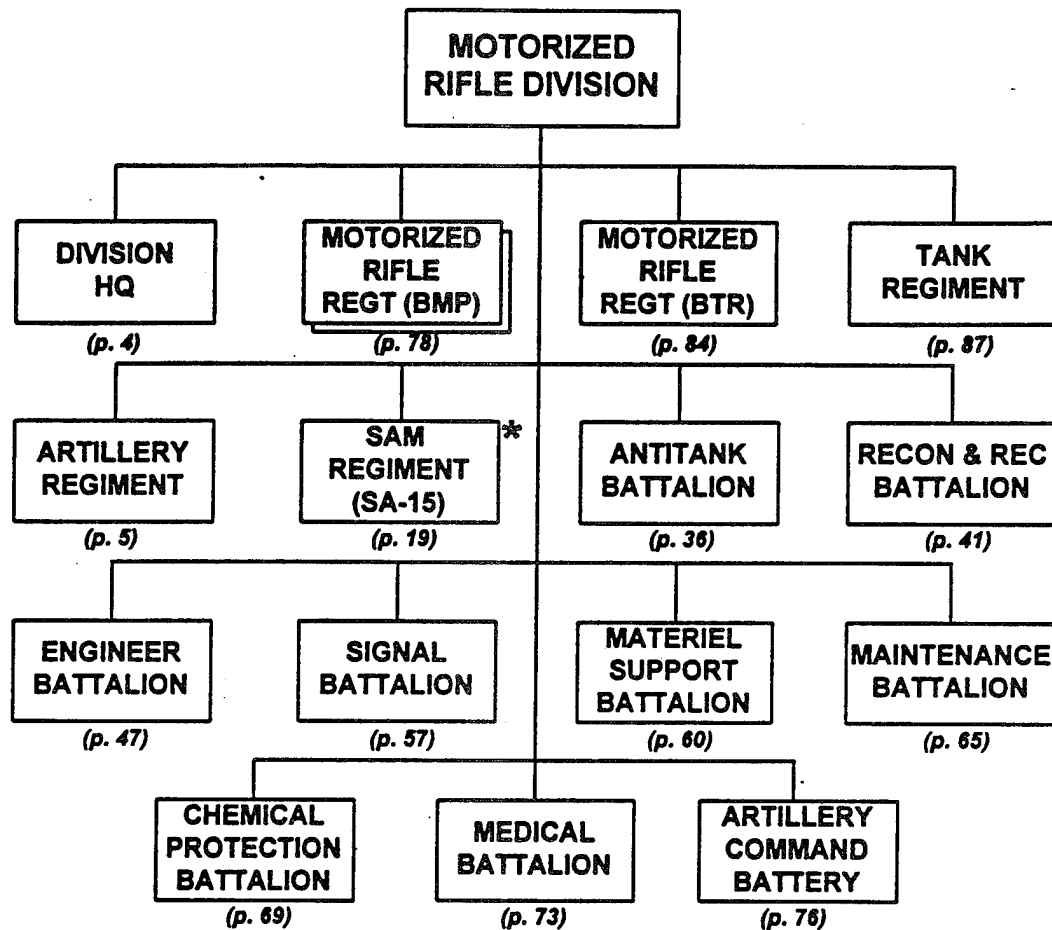 MOTORIZED
RIFLE DIVISION
DIVISION
HQ
(p. 4)
MOTORIZED
RIFLE
REGT (BMP)
(p. 78)
MOTORIZED
RIFLE
REGT (BTR)
(p. 84)
TANK
REGIMENT
(p. 87)
ARTILLERY
REGIMENT
(p. 5)
SAM
REGIMENT
(SA-15)
*
(p. 19)
ANTITANK
BATTALION
(p. 36)
RECON & REC
BATTALION
(p. 41)
ENGINEER
BATTALION
(p. 47)
SIGNAL
BATTALION
(p. 57)
MATERIEL
SUPPORT
BATTALION
(p. 60)
MAINTENANCE
BATTALION
(p. 65)
CHEMICAL
PROTECTION
BATTALION
(p. 69)
MEDICAL
BATTALION
(p. 73)
ARTILLERY
COMMAND
BATTERY
(p. 76)